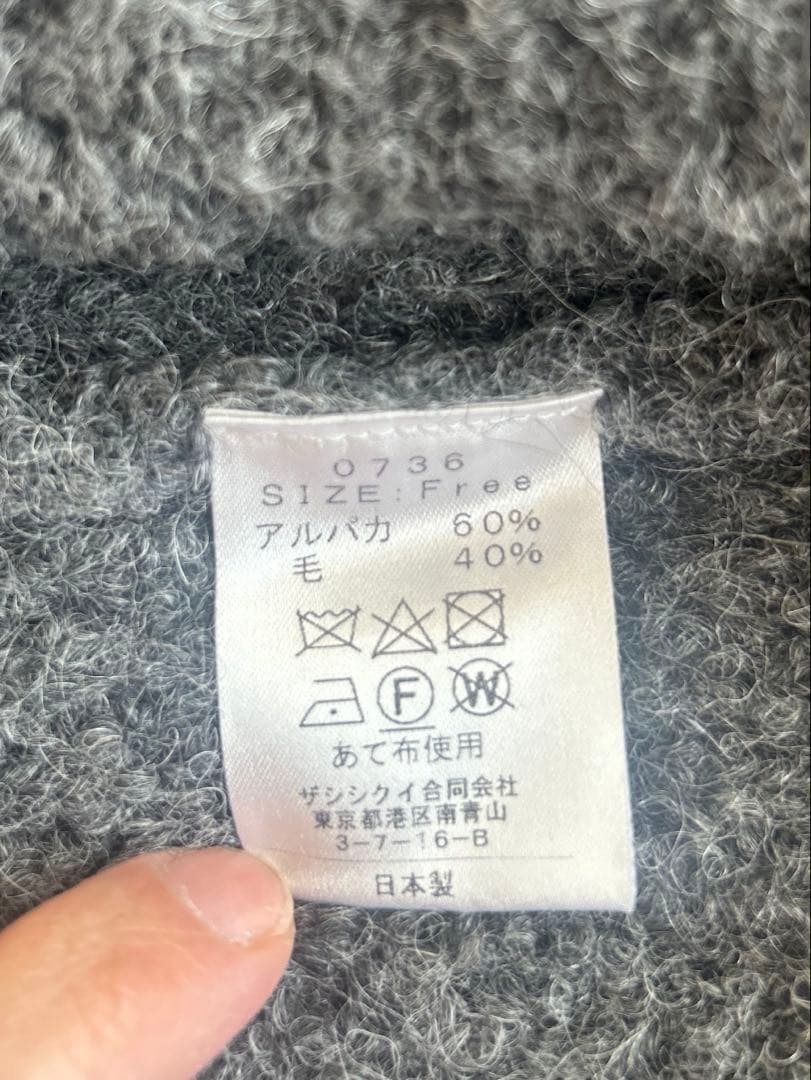 0736
SIZE:Free
アルパカ 60%
毛 40%
F W
あて布使用
ザシシクイ合同会社
東京都港区南青山
3-7-16-B
日本製